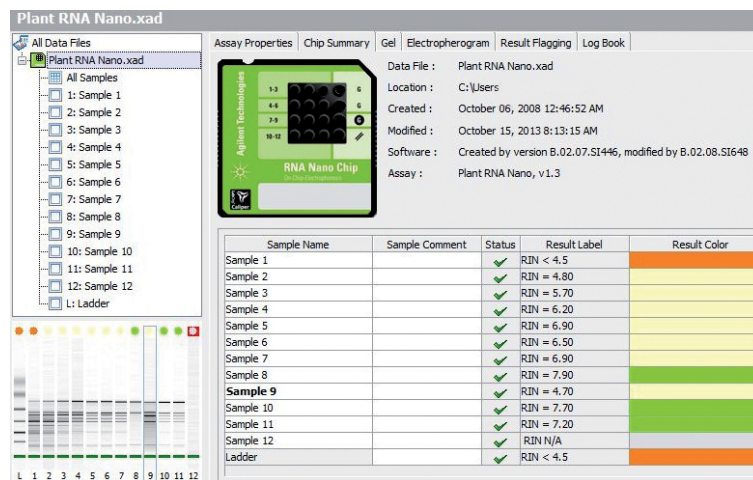 Plant RNA Nano.xad
All Data Files
Plant RNA Nano.xad
All Samples
1: Sample 1
2: Sample 2
3: Sample 3
4: Sample 4
5: Sample 5
6: Sample 6
7: Sample 7
8: Sample 8
9: Sample 9
10: Sample 10
11: Sample 11
12: Sample 12
L: Ladder
L 1 2 3 4 5 6 7 8 9 10 11 12
Assay Properties Chip Summary Gel Electropherogram Result Flagging Log Book
Agilent Technologies
1-3 G
4-6 G
7-9 G
10-12
RNA Nano Chip
Caliper
Data File : Plant RNA Nano.xad
Location : C:\Users
Created : October 06, 2008 12:46:52 AM
Modified : October 15, 2013 8:13:15 AM
Software : Created by version B.02.07.SI446, modified by B.02.08.SI648
Assay : Plant RNA Nano, v1.3
Sample Name Sample Comment Status Result Label Result Color
Sample 1 RIN < 4.5
Sample 2 RIN = 4.80
Sample 3 RIN = 5.70
Sample 4 RIN = 6.20
Sample 5 RIN = 6.90
Sample 6 RIN = 6.50
Sample 7 RIN = 6.90
Sample 8 RIN = 7.90
Sample 9 RIN = 4.70
Sample 10 RIN = 7.70
Sample 11 RIN = 7.20
Sample 12 RIN N/A
Ladder RIN < 4.5